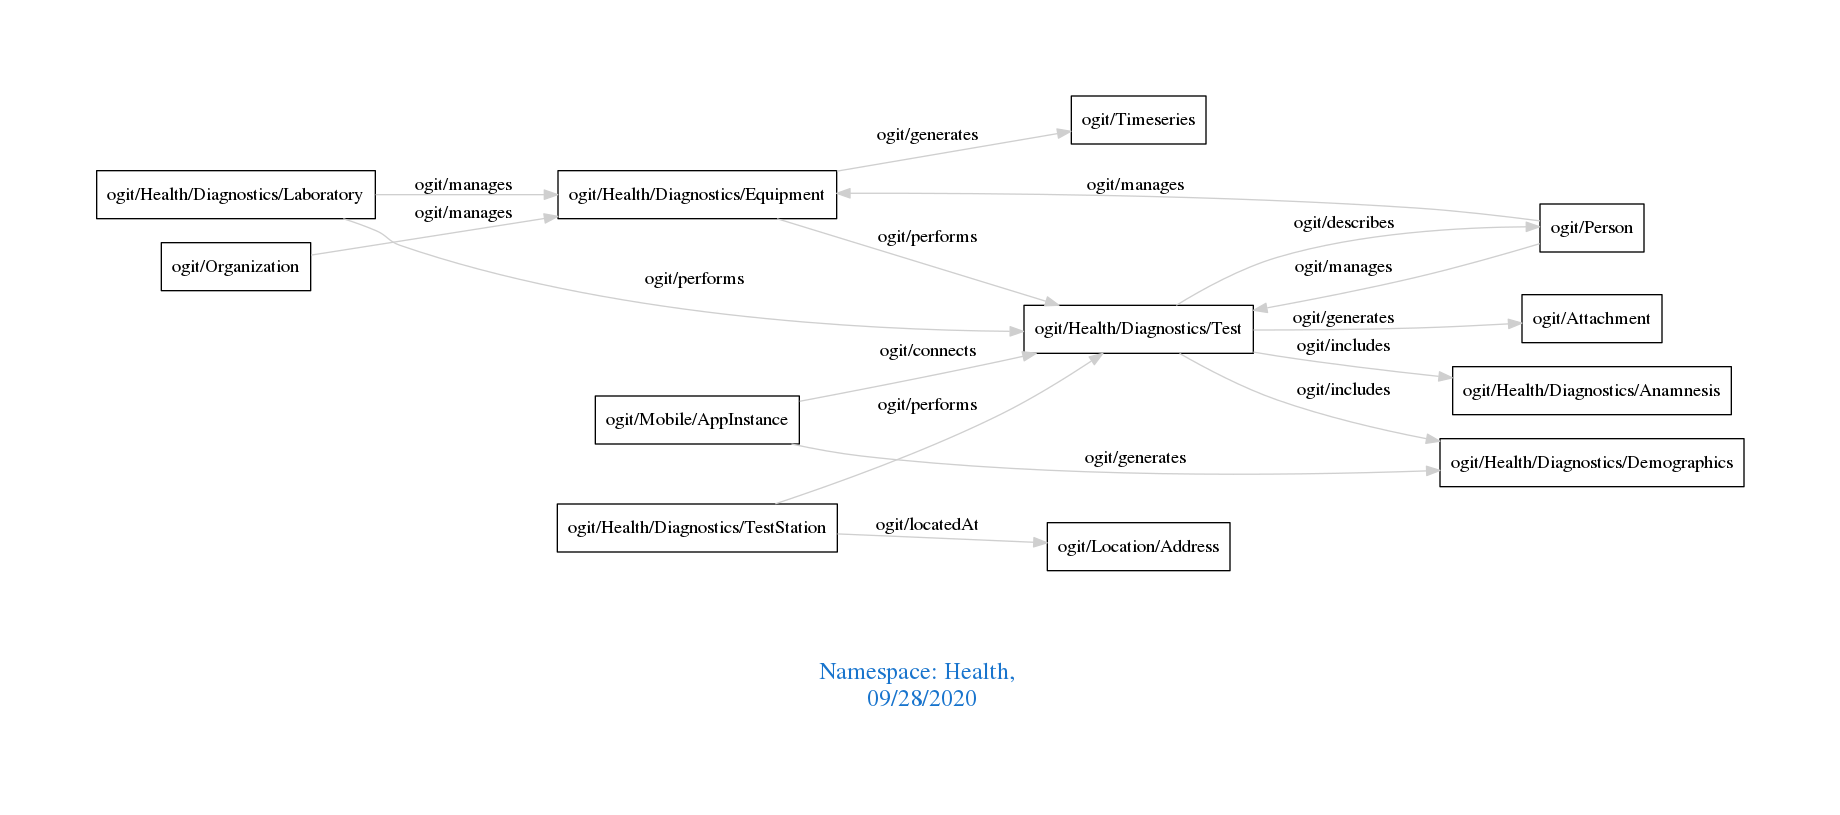 ogit/Timeseries
ogit/generates
ogit/Health/Diagnostics/Laboratory
ogit/manages
ogit/Health/Diagnostics/Equipment
ogit/manages
ogit/manages
ogit/Organization
ogit/performs
ogit/describes
ogit/Person
ogit/manages
ogit/performs
ogit/Health/Diagnostics/Test
ogit/generates
ogit/Attachment
ogit/includes
ogit/connects
ogit/includes
ogit/Health/Diagnostics/Anamnesis
ogit/performs
ogit/Mobile/AppInstance
ogit/generates
ogit/Health/Diagnostics/Demographics
ogit/Health/Diagnostics/TestStation
ogit/locatedAt
ogit/Location/Address
Namespace: Health,
09/28/2020